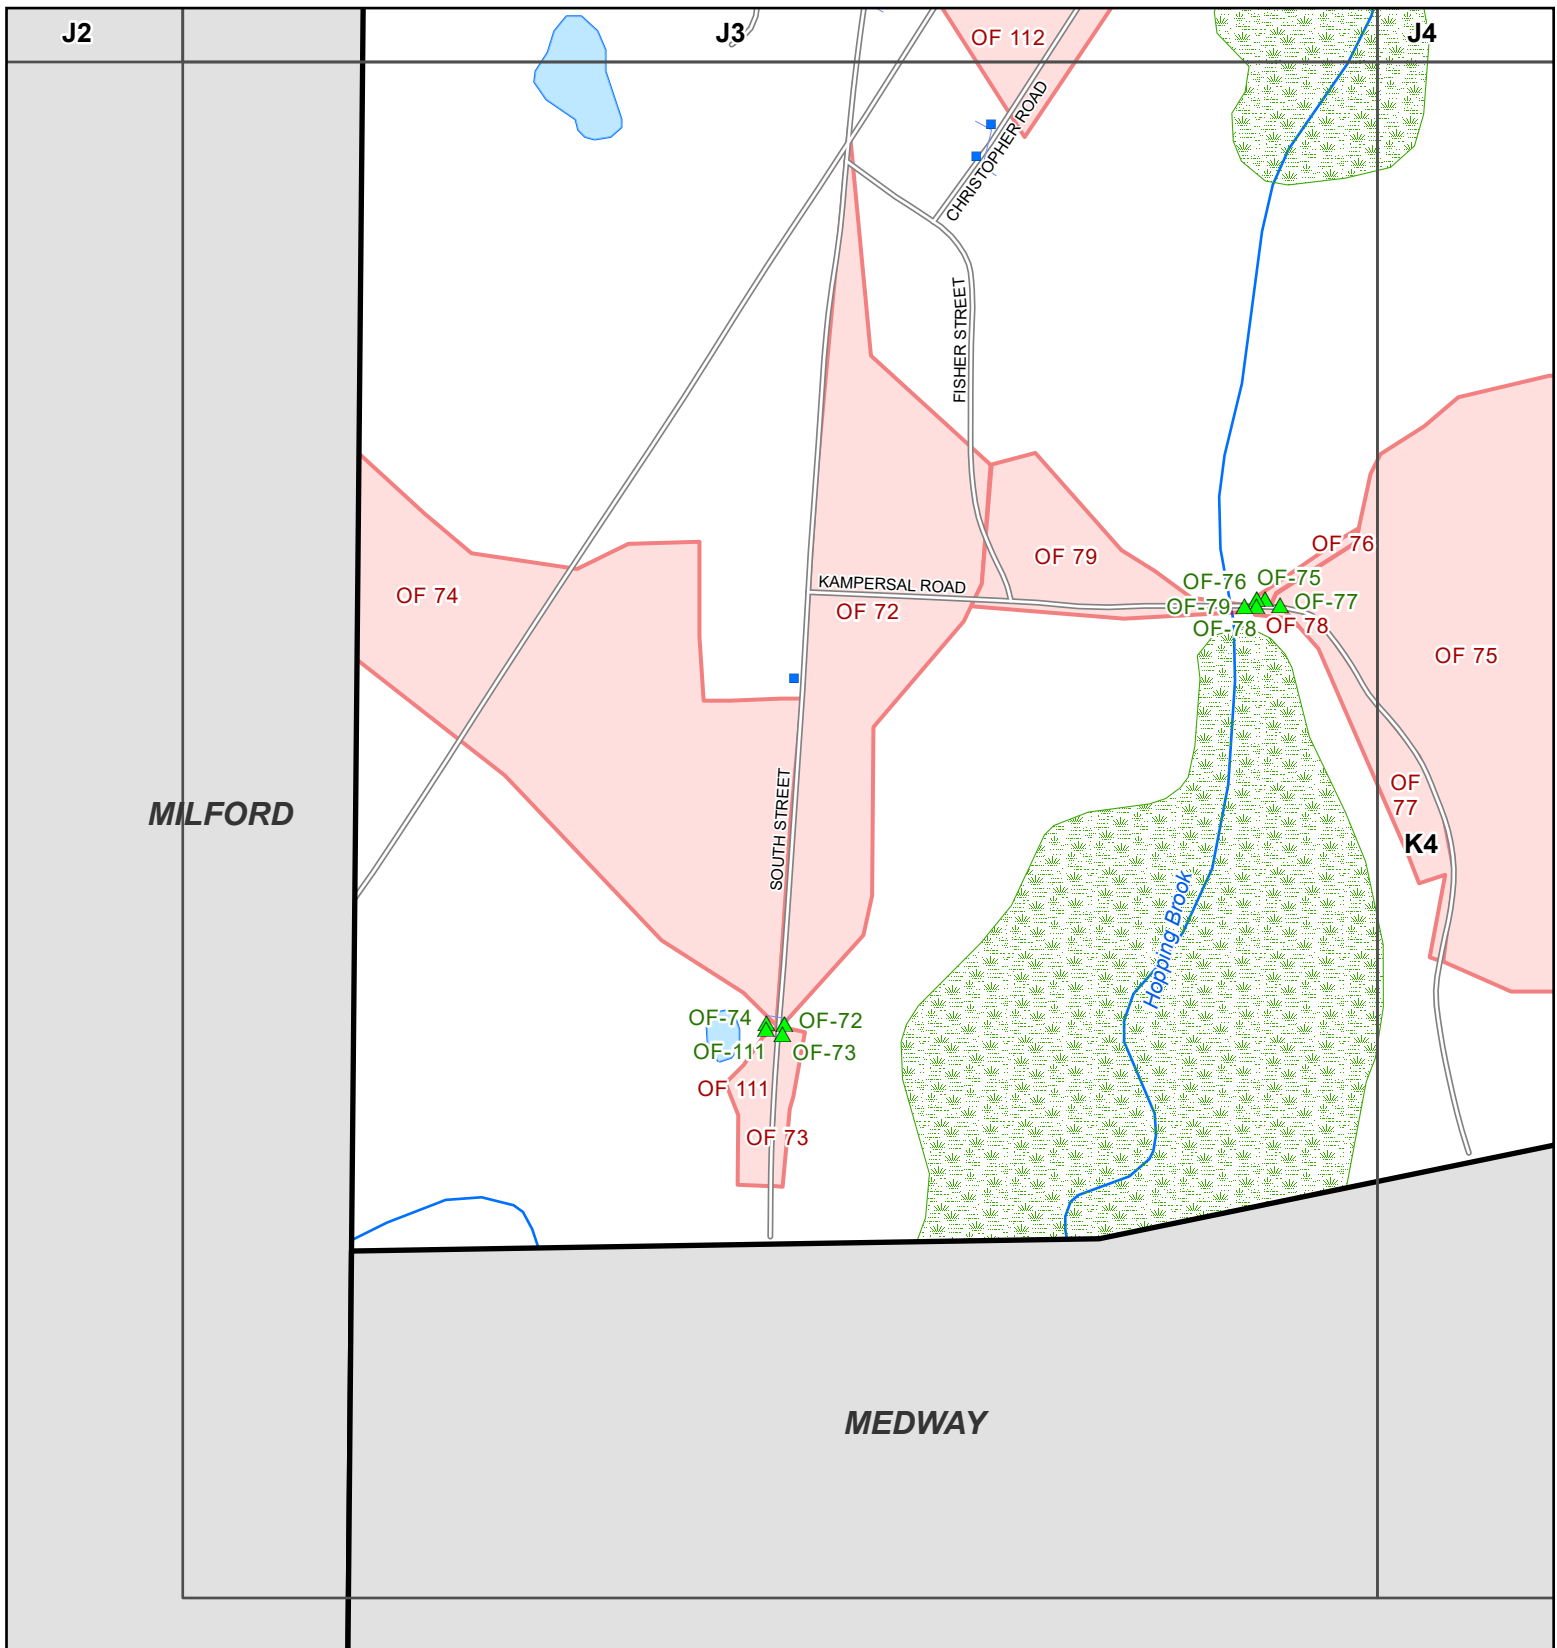 J2
J3
J4
OF 112
CHRISTOPHER ROAD
FISHER STREET
OF 76
OF 79
OF-76
OF-75
KAMPERSAL ROAD
OF 74
OF-77
OF-79
OF 72
OF-78
OF 78
OF 75
OF
77
MILFORD
SOUTH STREET
K4
Hopping Brook
OF-74
OF-72
OF-111
OF-73
OF 111
OF 73
MEDWAY